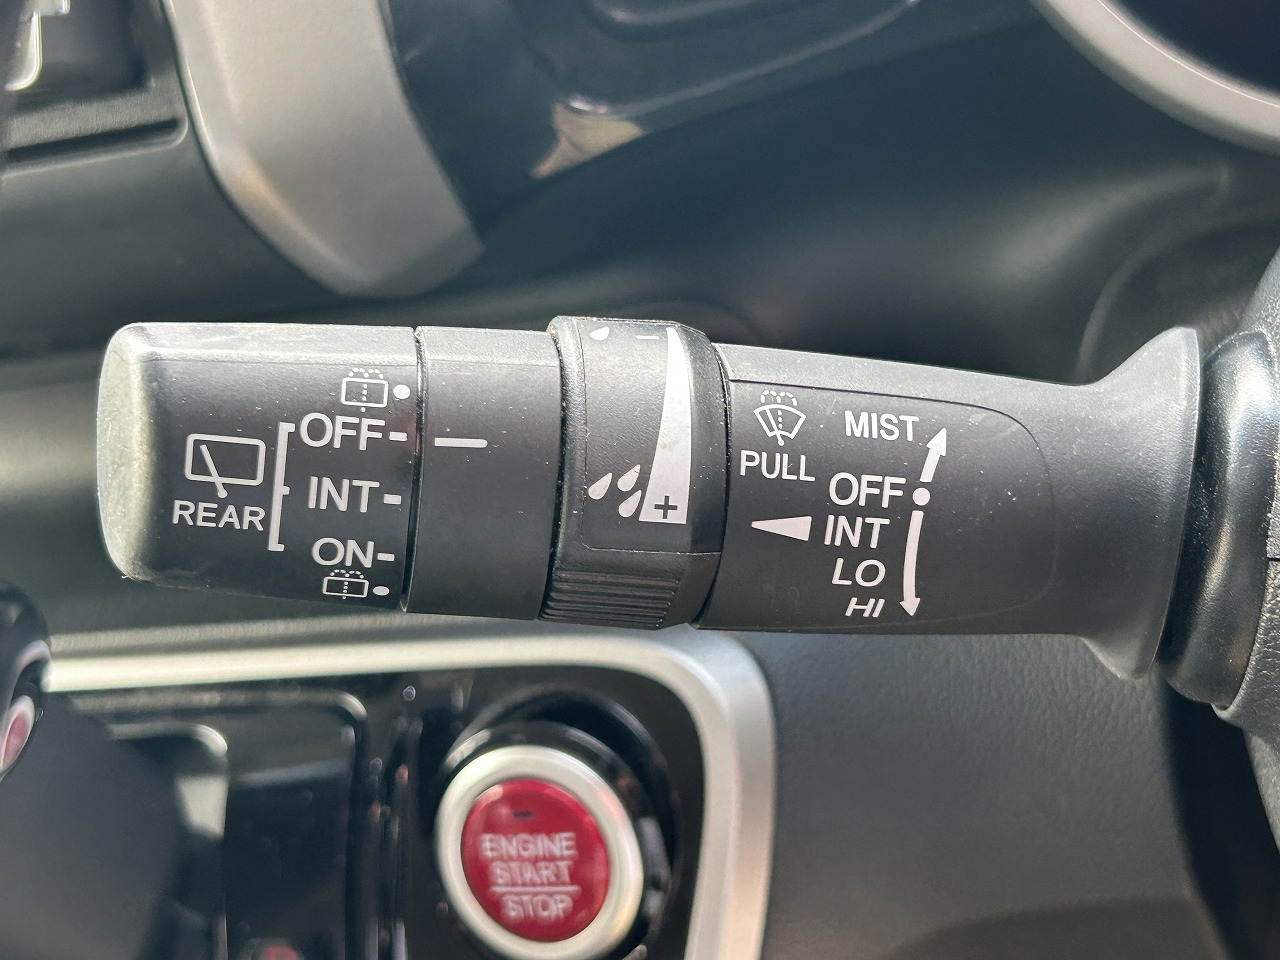 OFF
INT
ON
REAR
- 
+
PULL
MIST
OFF
INT
LO
HI
ENGINE
START
STOP